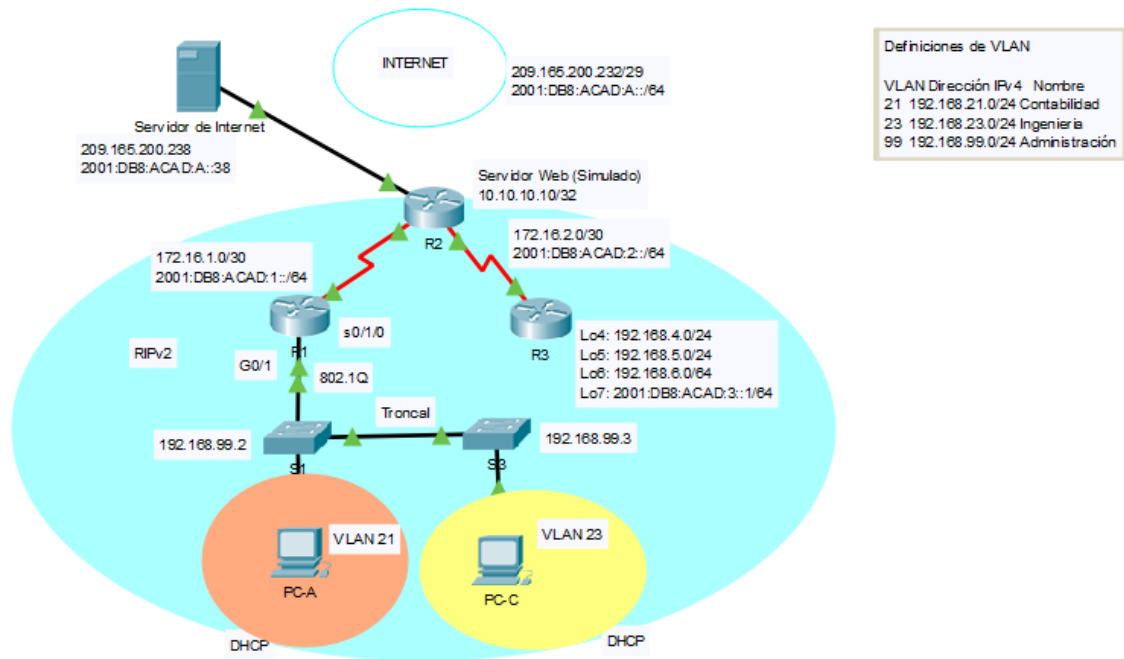 INTERNET
209.165.200.232/29
2001:DB8:ACAD:A::/64
Definiciones de VLAN
VLAN Dirección IPv4 Nombre
21 192.168.21.0/24 Contabilidad
23 192.168.23.0/24 Ingenieria
99 192.168.99.0/24 Administración
Servidor de Internet
209.165.200.238
2001:DB8:ACAD:A::38
Servidor Web (Simulado)
10.10.10.10/32
R2
172.16.1.0/30
2001:DB8:ACAD:1::/64
172.16.2.0/30
2001:DB8:ACAD:2::/64
s0/1/0
R1
R3
Lo4: 192.168.4.0/24
Lo5: 192.168.5.0/24
Lo6: 192.168.6.0/64
Lo7: 2001:DB8:ACAD:3::1/64
RIPv2
G0/1
802.1Q
Troncal
192.168.99.2
192.168.99.3
S1
S3
VLAN 21
VLAN 23
PC-A
PC-C
DHCP
DHCP